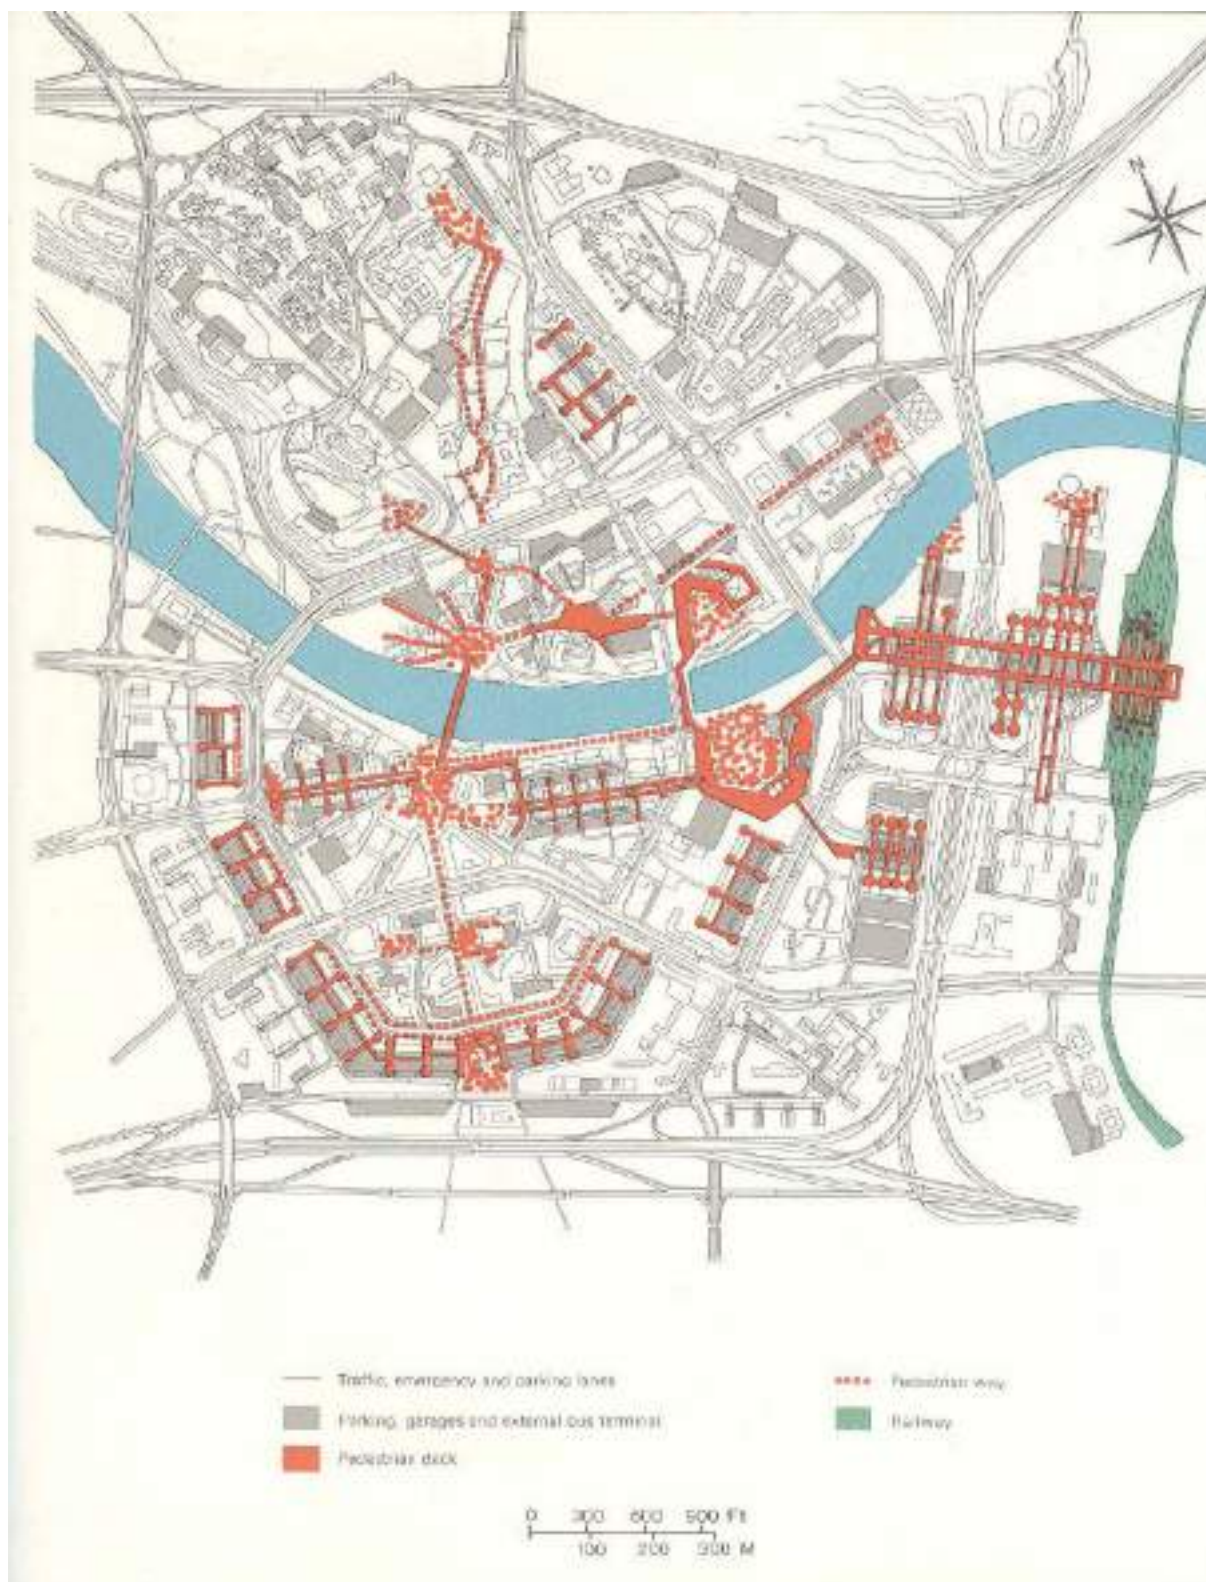 N
Traffic, emergency and parking lanes
Parking, garages and external bus terminal
Pedestrian deck
Pedestrian way
Railway
0 300 600 900 Ft
100 200 300 M